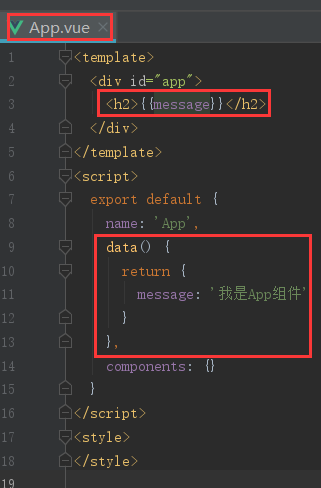 App.vue
1 <template>
2 <div id="app">
3 <h2>{{message}}</h2>
4 </div>
5 </template>
6 <script>
7 export default {
8 name: 'App',
9 data() {
10 return {
11 message: '我是App组件'
12 }
13 },
14 components: {}
15 }
16 </script>
17 <style>
18 </style>
19